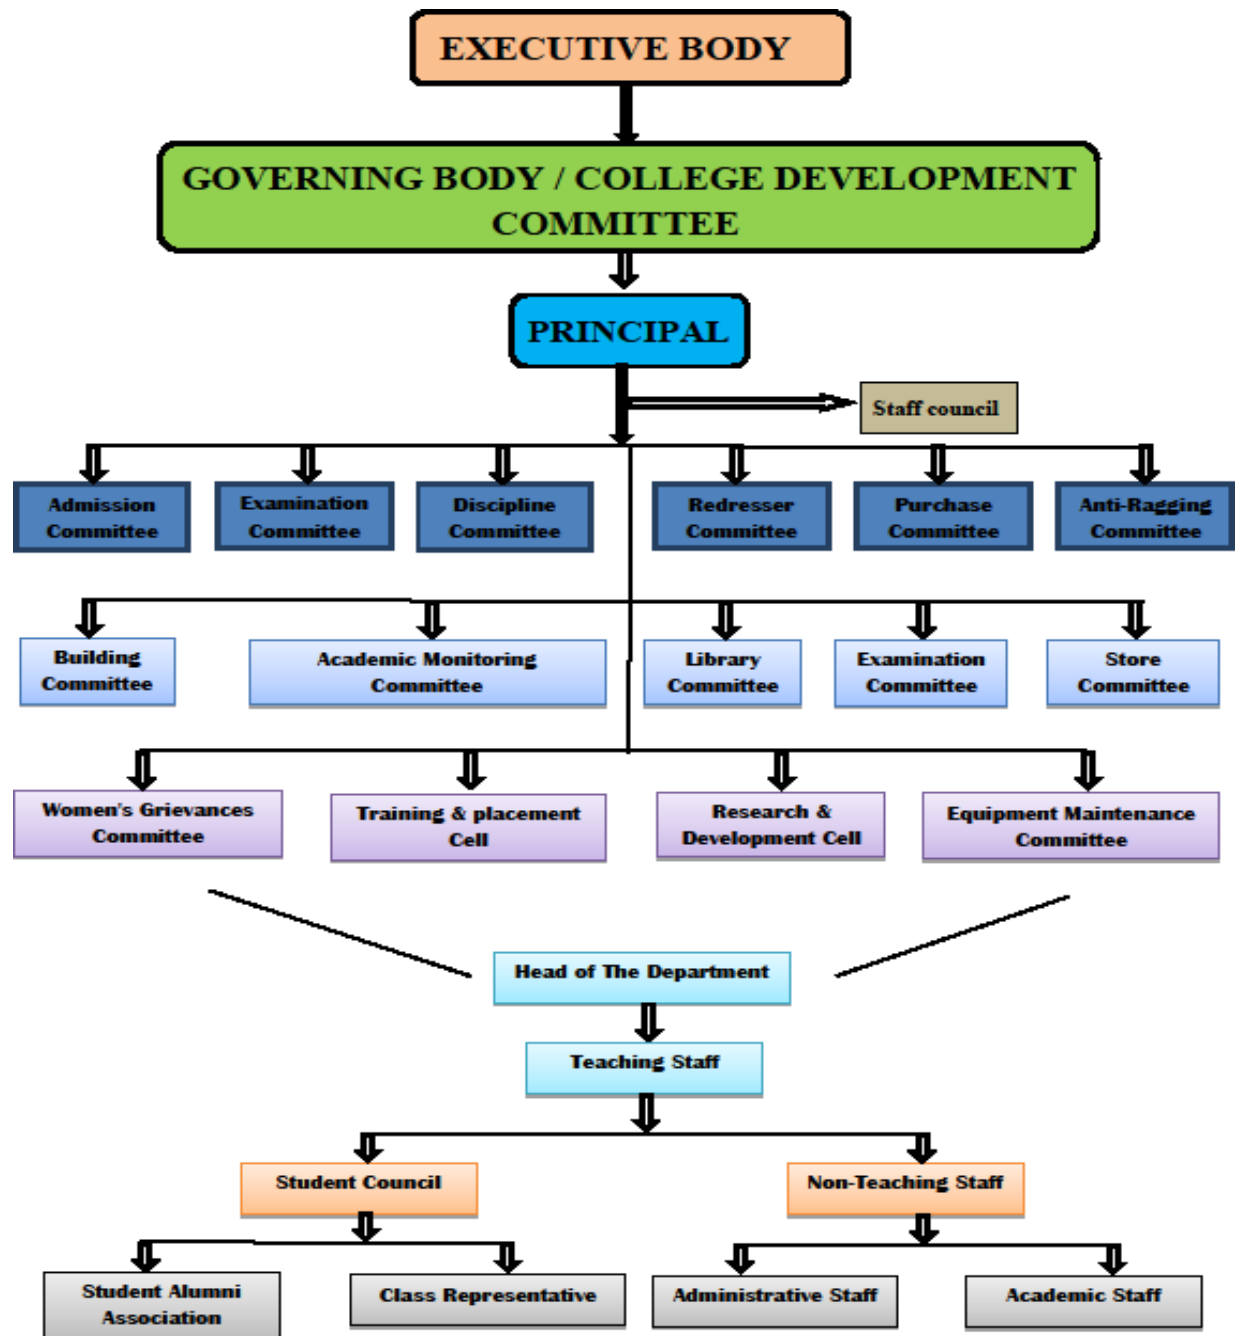 EXECUTIVE BODY
GOVERNING BODY / COLLEGE DEVELOPMENT
COMMITTEE
PRINCIPAL
Staff council
Admission
Committee
Examination
Committee
Discipline
Committee
Redresser
Committee
Purchase
Committee
Anti-Ragging
Committee
Building
Committee
Academic Monitoring
Committee
Library
Committee
Examination
Committee
Store
Committee
Women's Grievances
Committee
Training & placement
Cell
Research &
Development Cell
Equipment Maintenance
Committee
Head of The Department
Teaching Staff
Student Council
Non-Teaching Staff
Student Alumni
Association
Class Representative
Administrative Staff
Academic Staff